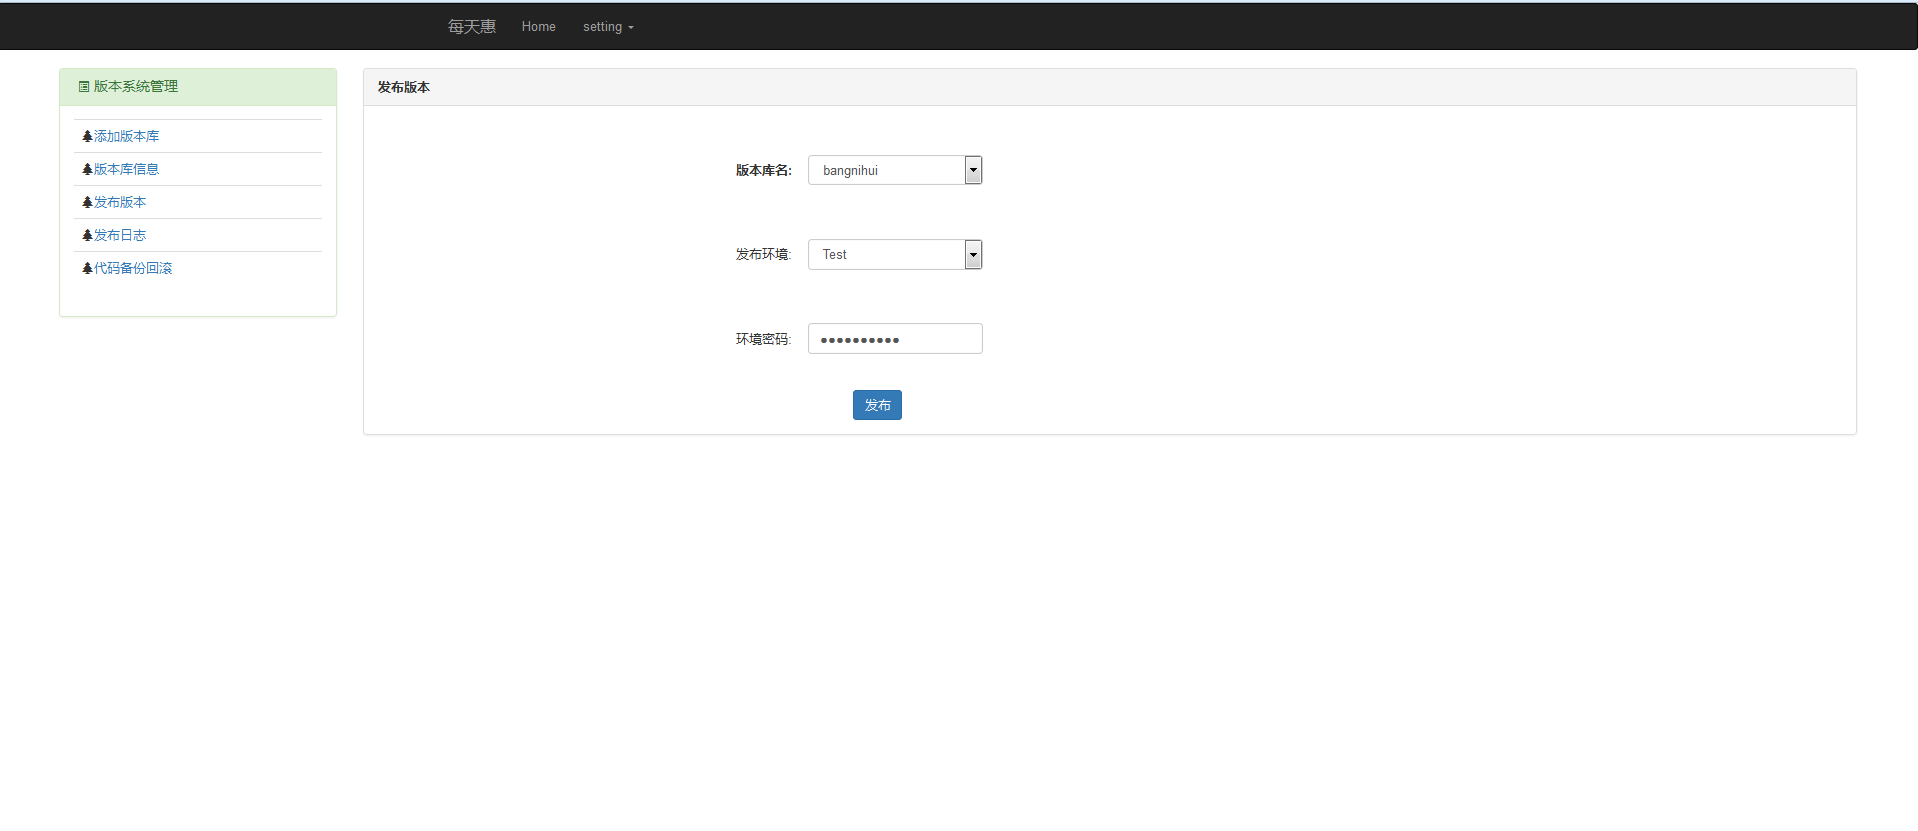 每天惠 Home setting
版本系统管理
添加版本库
版本库信息
发布版本
发布日志
代码备份回滚
发布版本
版本库名: bangnihui
发布环境: Test
环境密码: ●●●●●●●●●●
发布